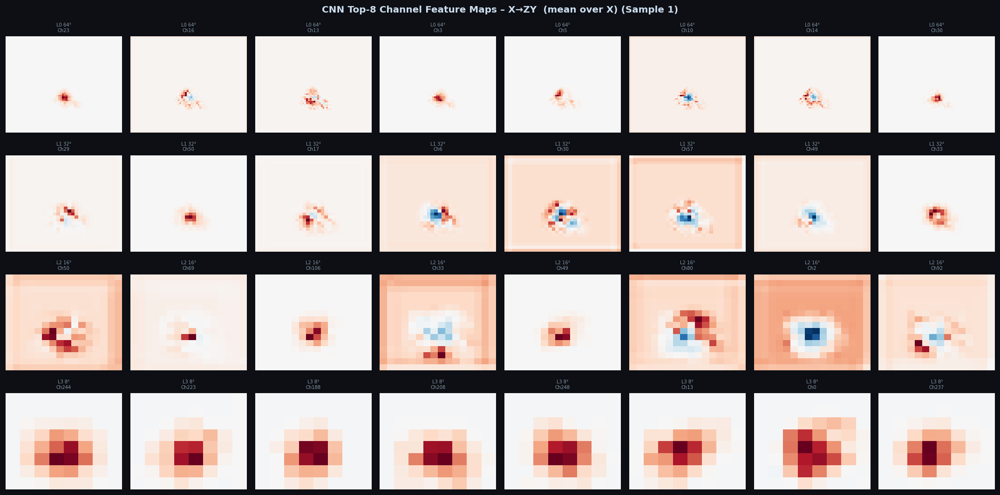 CNN Top-8 Channel Feature Maps – X→ZY  (mean over X) (Sample 1)
L0 64³
Ch23
L0 64³
Ch16
L0 64³
Ch13
L0 64³
Ch3
L0 64³
Ch5
L0 64³
Ch10
L0 64³
Ch14
L0 64³
Ch30
L1 32³
Ch29
L1 32³
Ch50
L1 32³
Ch17
L1 32³
Ch6
L1 32³
Ch30
L1 32³
Ch57
L1 32³
Ch49
L1 32³
Ch33
L2 16³
Ch50
L2 16³
Ch69
L2 16³
Ch106
L2 16³
Ch33
L2 16³
Ch49
L2 16³
Ch80
L2 16³
Ch2
L2 16³
Ch92
L3 8³
Ch244
L3 8³
Ch223
L3 8³
Ch188
L3 8³
Ch208
L3 8³
Ch248
L3 8³
Ch13
L3 8³
Ch0
L3 8³
Ch237